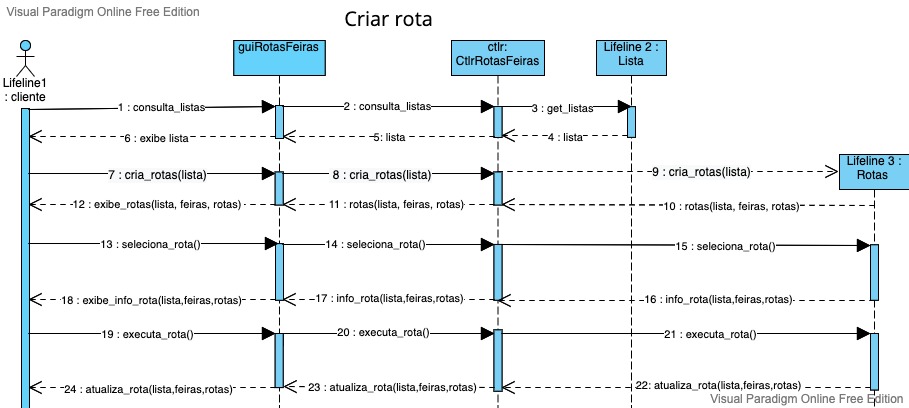 Visual Paradigm Online Free Edition
Criar rota
guiRotasFeiras
ctlr:
CtlrRotasFeiras
Lifeline 2 :
Lista
Lifeline1
: cliente
1 : consulta_listas
2 : consulta_listas
3 : get_listas
6 : exibe lista
5: lista
4 : lista
Lifeline 3 :
Rotas
7 : cria_rotas(lista)
8 : cria_rotas(lista)
9 : cria_rotas(lista)
12 : exibe_rotas(lista, feiras, rotas)
11 : rotas(lista, feiras, rotas)
10 : rotas(lista, feiras, rotas)
13 : seleciona_rota()
14 : seleciona_rota()
15 : seleciona_rota()
18 : exibe_info_rota(lista,feiras,rotas)
17 : info_rota(lista,feiras,rotas)
16 : info_rota(lista,feiras,rotas)
19 : executa_rota()
20 : executa_rota()
21 : executa_rota()
24 : atualiza_rota(lista,feiras,rotas)
23 : atualiza_rota(lista,feiras,rotas)
22: atualiza_rota(lista,feiras,rotas)
Visual Paradigm Online Free Edition